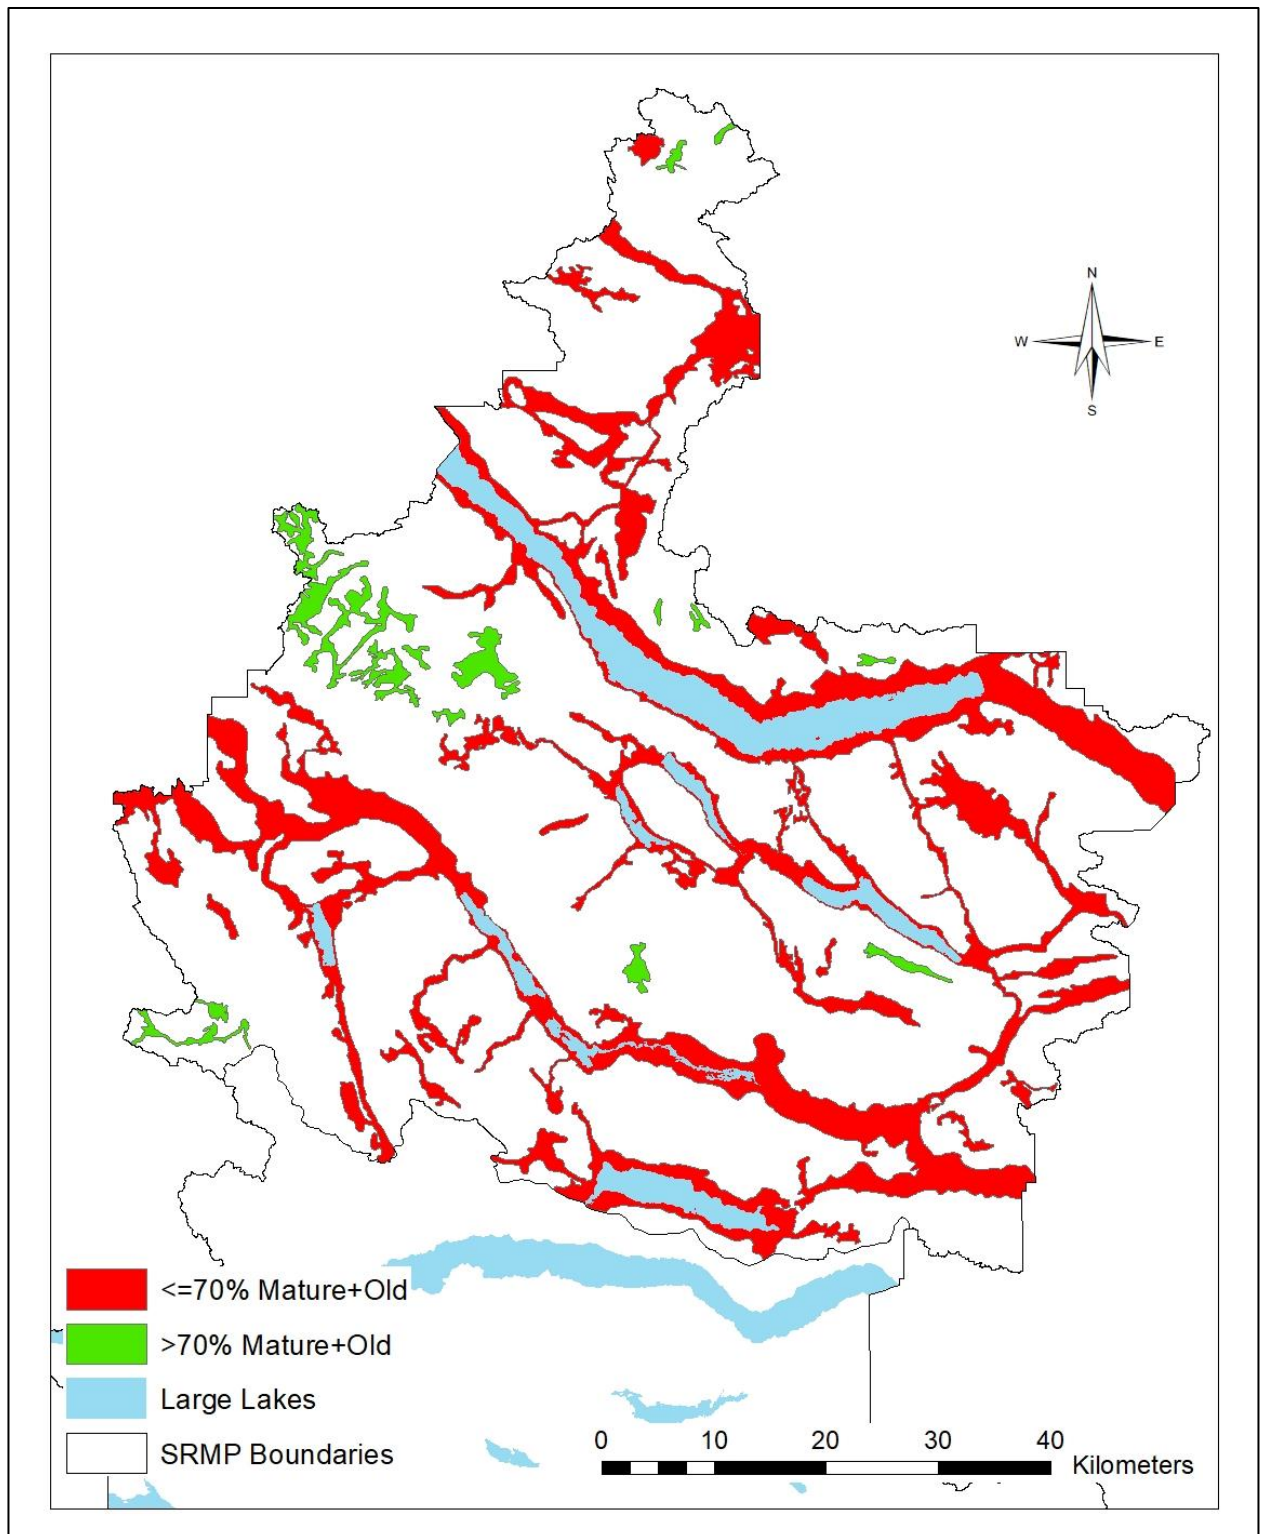 N
W E
S
<=70% Mature+Old
>70% Mature+Old
Large Lakes
SRMP Boundaries
0 10 20 30 40
Kilometers